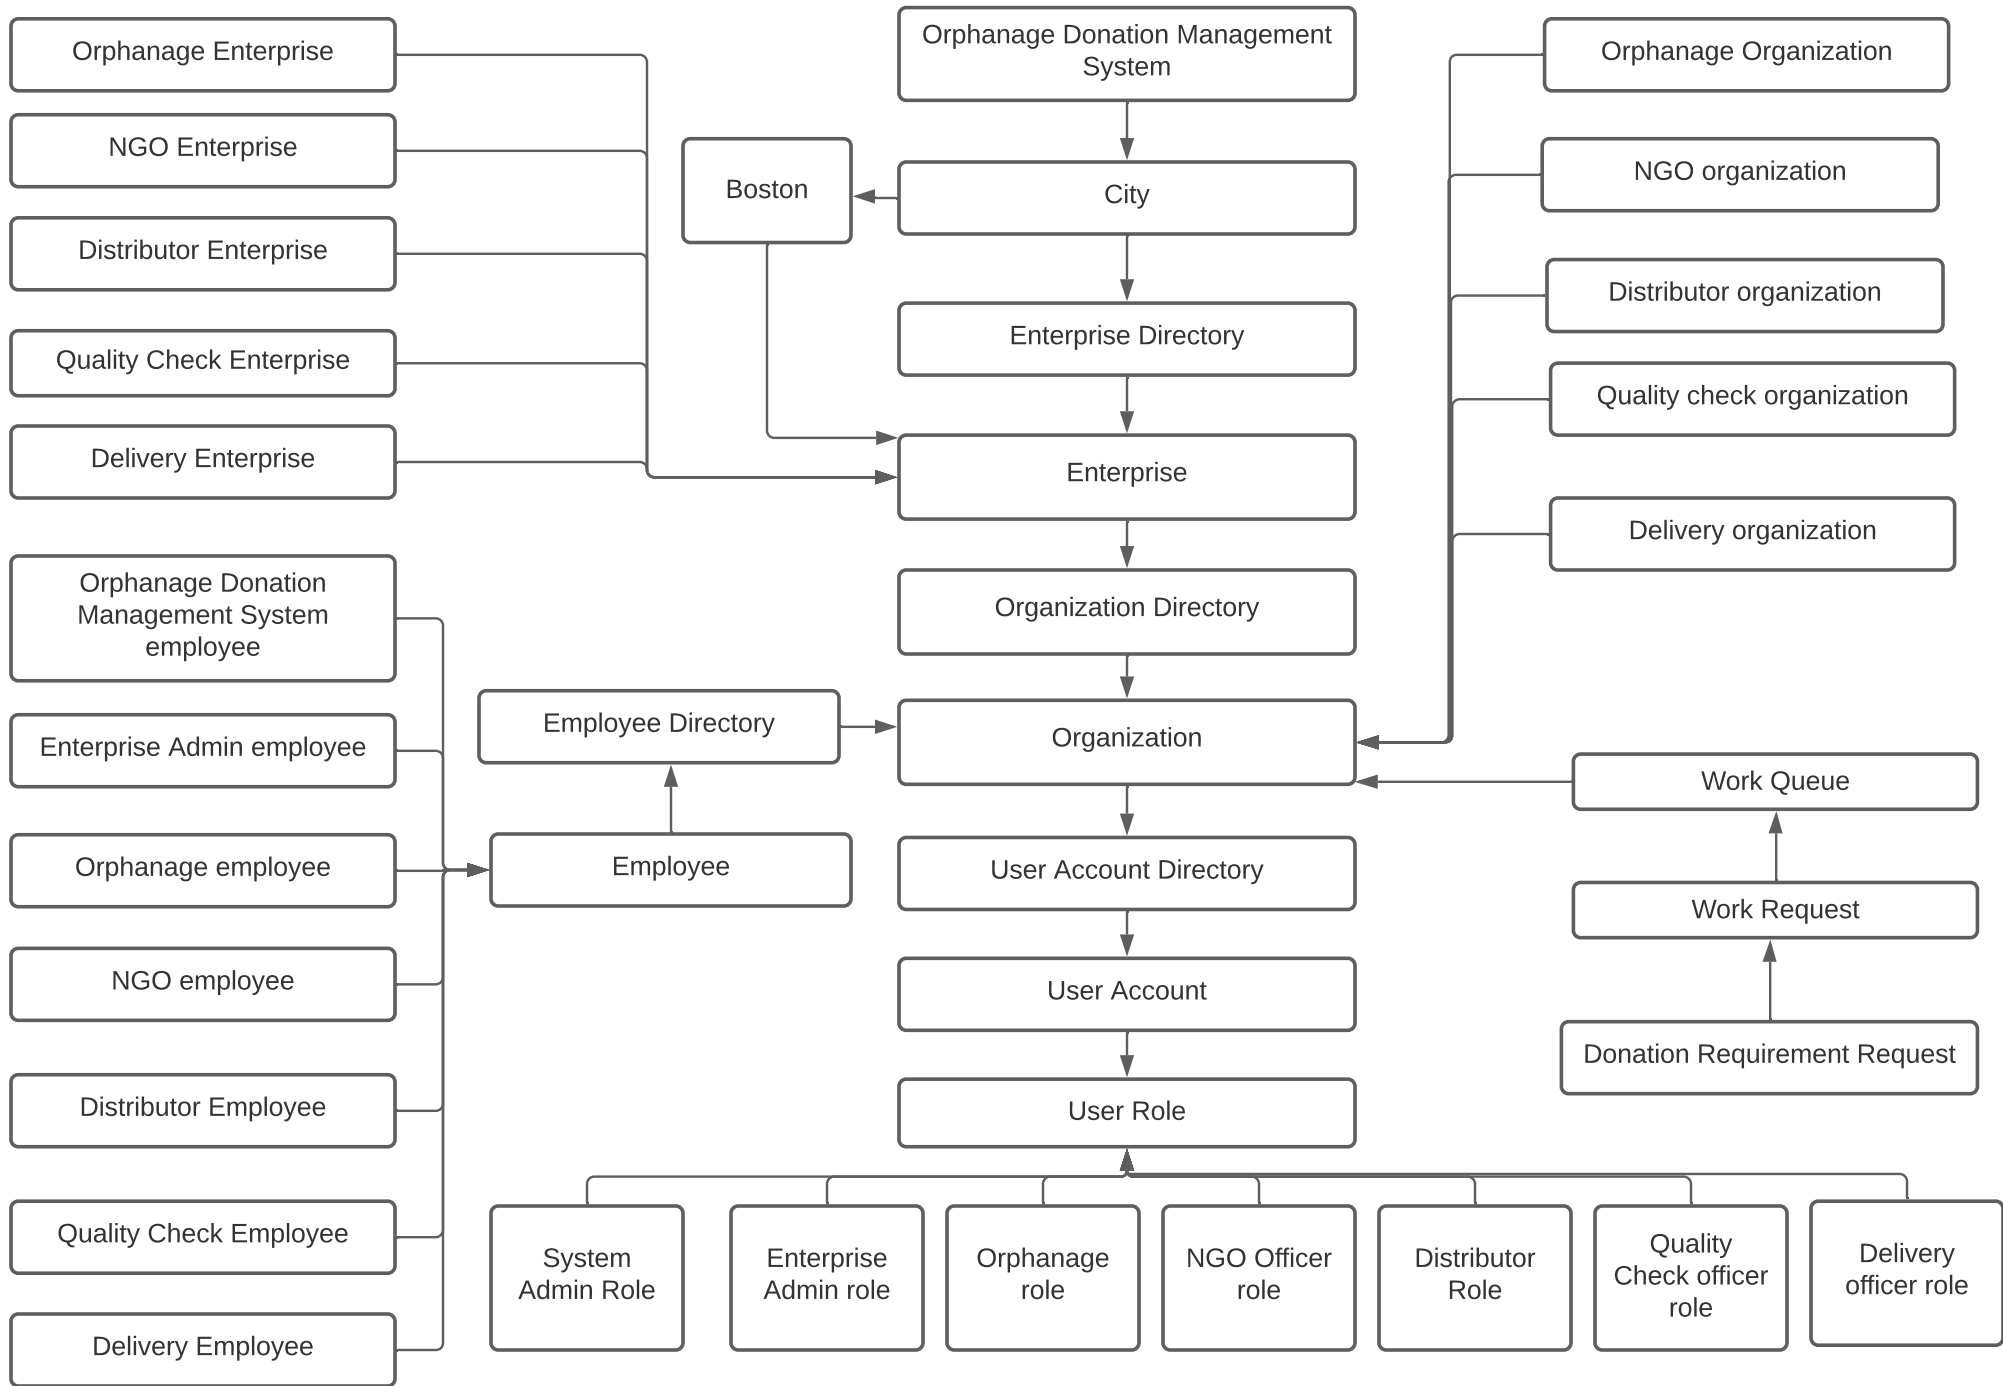 Orphanage Enterprise
NGO Enterprise
Distributor Enterprise
Quality Check Enterprise
Delivery Enterprise
Orphanage Donation
Management System
employee
Enterprise Admin employee
Orphanage employee
NGO employee
Distributor Employee
Quality Check Employee
Delivery Employee
Boston
Employee Directory
Employee
Orphanage Donation Management
System
City
Enterprise Directory
Enterprise
Organization Directory
Organization
User Account Directory
User Account
User Role
System
Admin Role
Enterprise
Admin role
Orphanage
role
NGO Officer
role
Distributor
Role
Quality
Check officer
role
Delivery
officer role
Orphanage Organization
NGO organization
Distributor organization
Quality check organization
Delivery organization
Work Queue
Work Request
Donation Requirement Request